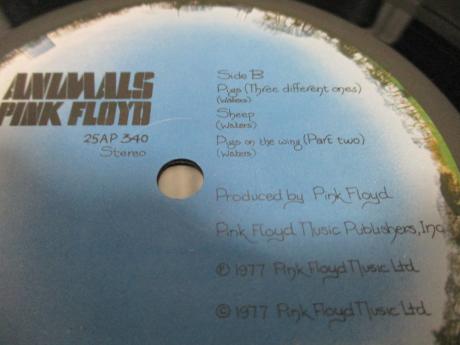 ANIMALS
PINK FLOYD
25AP 340
Stereo
Side B
Pigs (Three different ones)
(Waters)
Sheep
(Waters)
Pigs on the wing (Part two)
(Waters)
Produced by Pink Floyd
Pink Floyd Music Publishers, Inc.
℗ 1977 Pink Floyd Music Ltd.
© 1977 Pink Floyd Music Ltd.